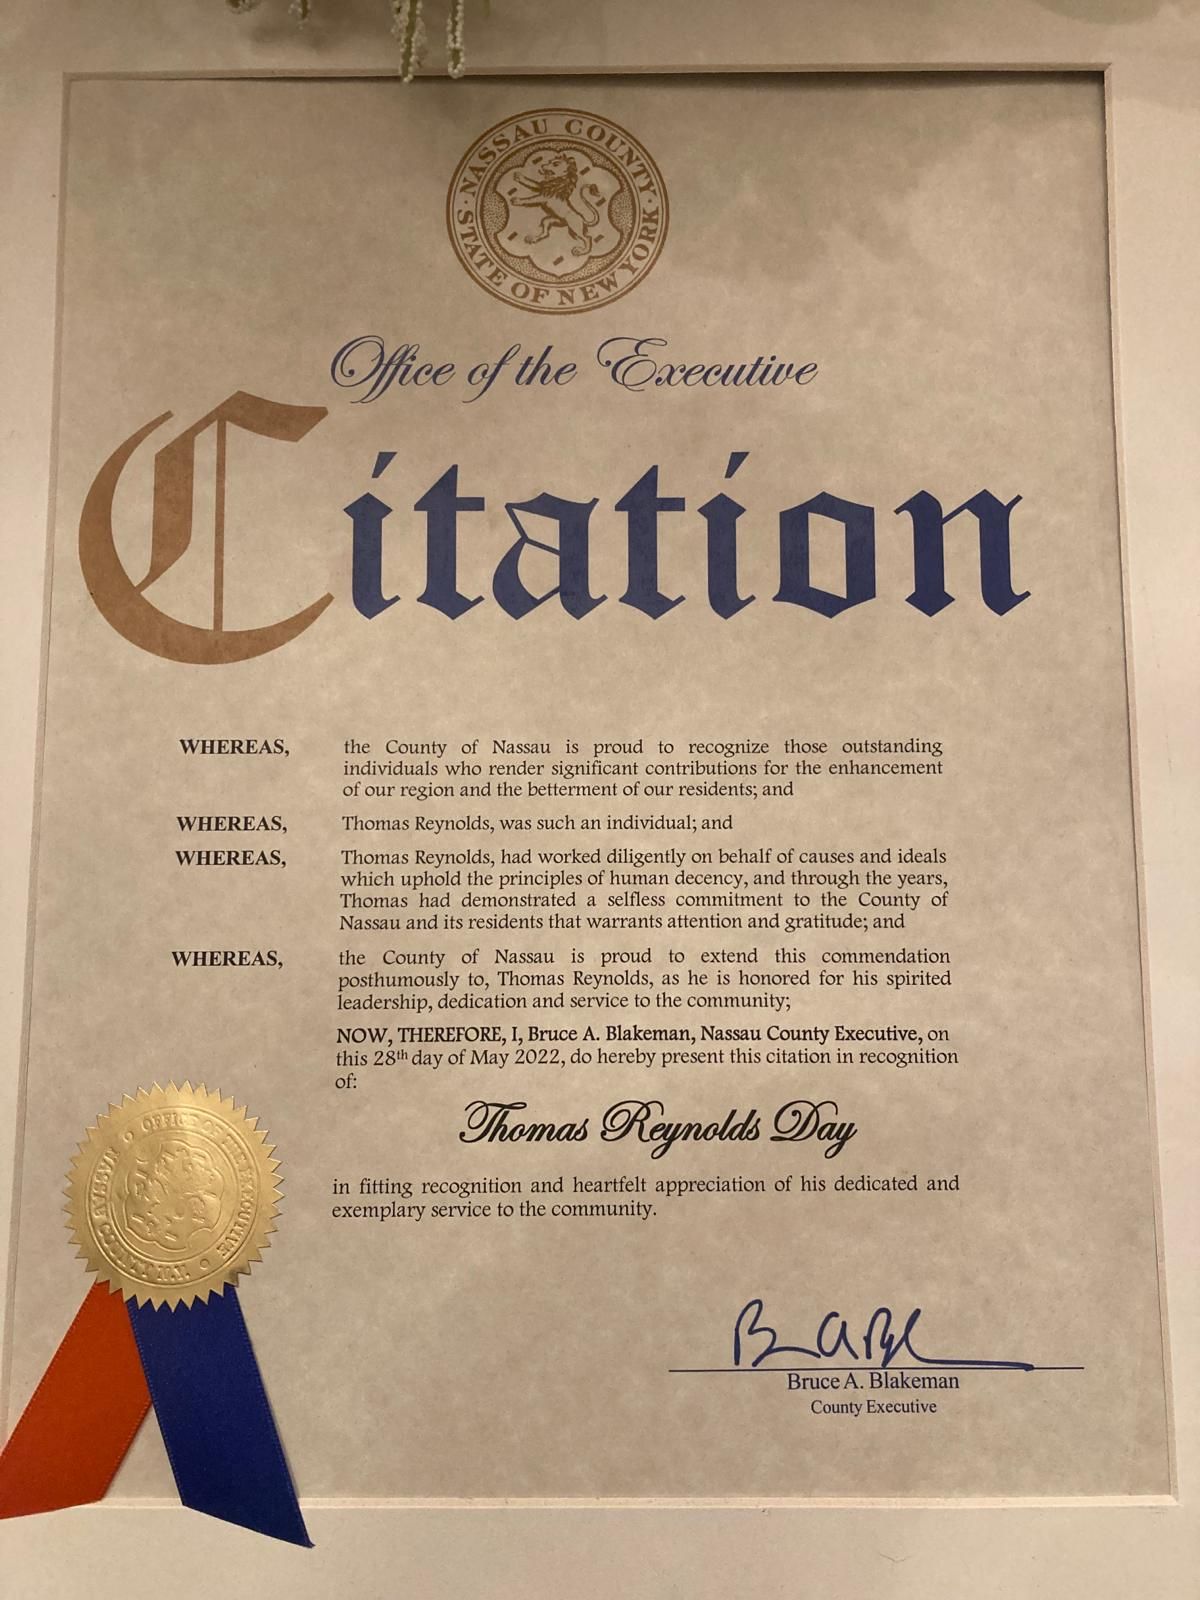 NASSAU COUNTY
STATE OF NEW YORK
Office of the Executive
Citation
WHEREAS, the County of Nassau is proud to recognize those outstanding
individuals who render significant contributions for the enhancement
of our region and the betterment of our residents; and
WHEREAS, Thomas Reynolds, was such an individual; and
WHEREAS, Thomas Reynolds, had worked diligently on behalf of causes and ideals
which uphold the principles of human decency, and through the years,
Thomas had demonstrated a selfless commitment to the County of
Nassau and its residents that warrants attention and gratitude; and
WHEREAS, the County of Nassau is proud to extend this commendation
posthumously to, Thomas Reynolds, as he is honored for his spirited
leadership, dedication and service to the community;
NOW, THEREFORE, I, Bruce A. Blakeman, Nassau County Executive, on
this 28th day of May 2022, do hereby present this citation in recognition
of:
Thomas Reynolds Day
in fitting recognition and heartfelt appreciation of his dedicated and
exemplary service to the community.
OFFICE OF THE EXECUTIVE
NASSAU COUNTY N.Y.
Bruce A. Blakeman
County Executive